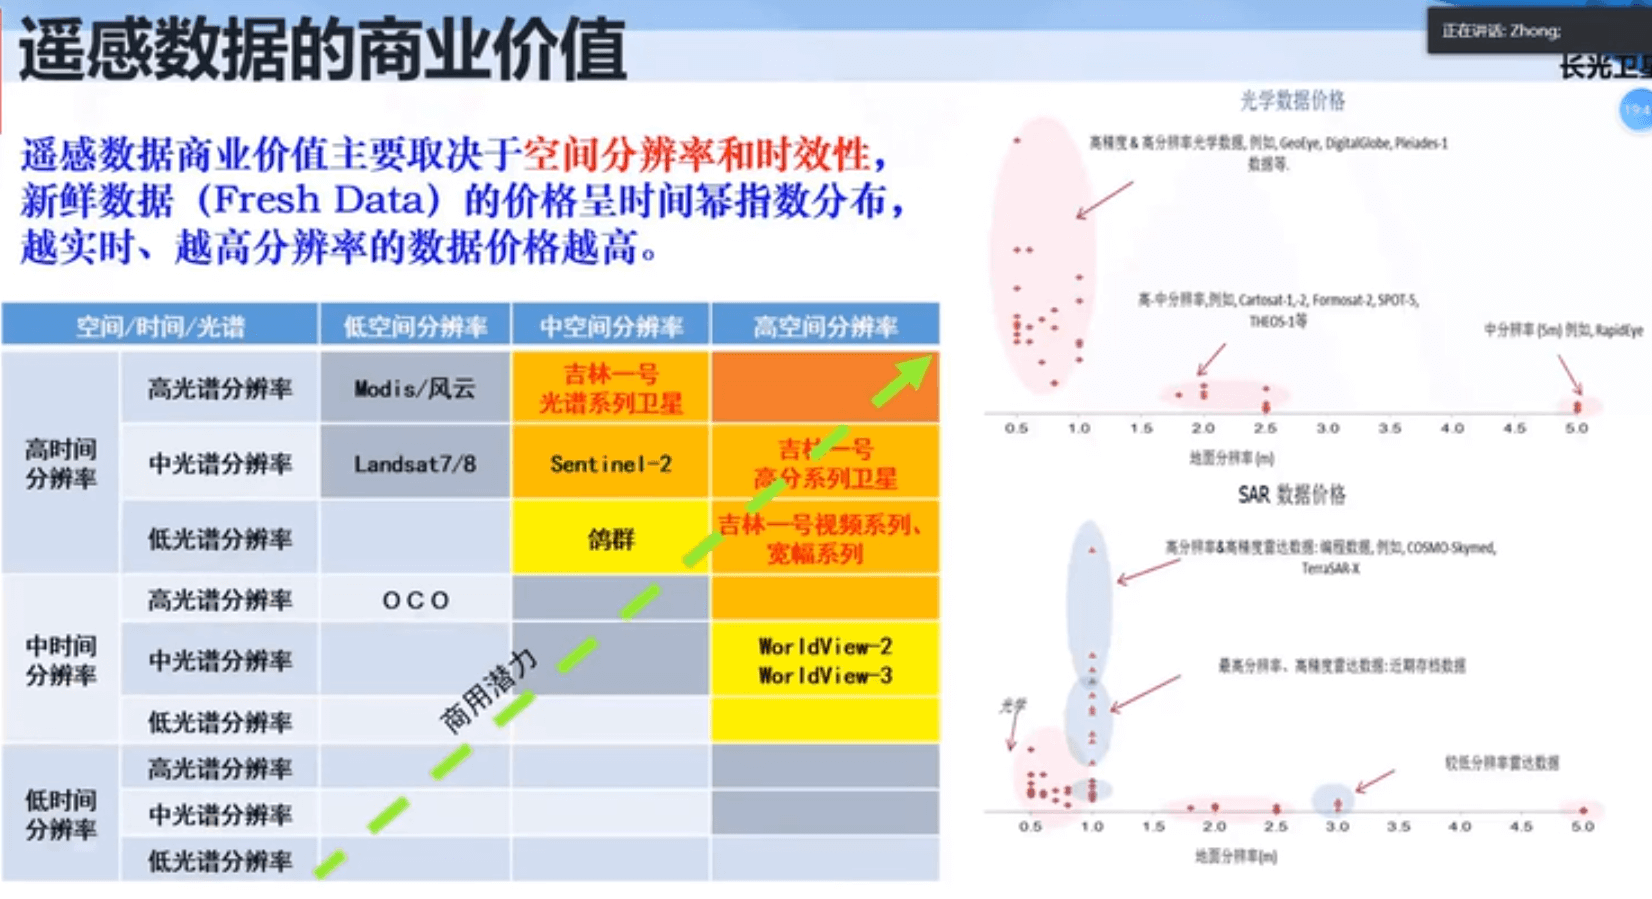 遥感数据的商业价值
正在讲话: Zhong;
长光卫星
19:4
遥感数据商业价值主要取决于空间分辨率和时效性，
新鲜数据（Fresh Data）的价格呈时间幂指数分布，
越实时、越高分辨率的数据价格越高。
空间/时间/光谱 低空间分辨率 中空间分辨率 高空间分辨率
高时间
分辨率
高光谱分辨率 Modis/风云
吉林一号
光谱系列卫星
中光谱分辨率 Landsat7/8 Sentinel-2
吉林一号
高分系列卫星
低光谱分辨率 鸽群
吉林一号视频系列、
宽幅系列
中时间
分辨率
高光谱分辨率 OCO
中光谱分辨率
WorldView-2
WorldView-3
低光谱分辨率
低时间
分辨率
高光谱分辨率
中光谱分辨率
低光谱分辨率
商用潜力
光学数据价格
高精度 & 高分辨率光学数据, 例如, GeoEye, DigitalGlobe, Pleiades-1
数据等.
高-中分辨率,例如, Cartosat-1,-2, Formosat-2, SPOT-5,
THEOS-1等
中分辨率 (5m) 例如, RapidEye
0.5 1.0 1.5 2.0 2.5 3.0 3.5 4.0 4.5 5.0
地面分辨率 (m)
SAR 数据价格
高分辨率&高精度雷达数据: 编程数据, 例如, COSMO-Skymed,
TerraSAR-X
最高分辨率、高精度雷达数据: 近期存档数据
光学
较低分辨率雷达数据
0.5 1.0 1.5 2.0 2.5 3.0 3.5 4.0 4.5 5.0
地面分辨率(m)